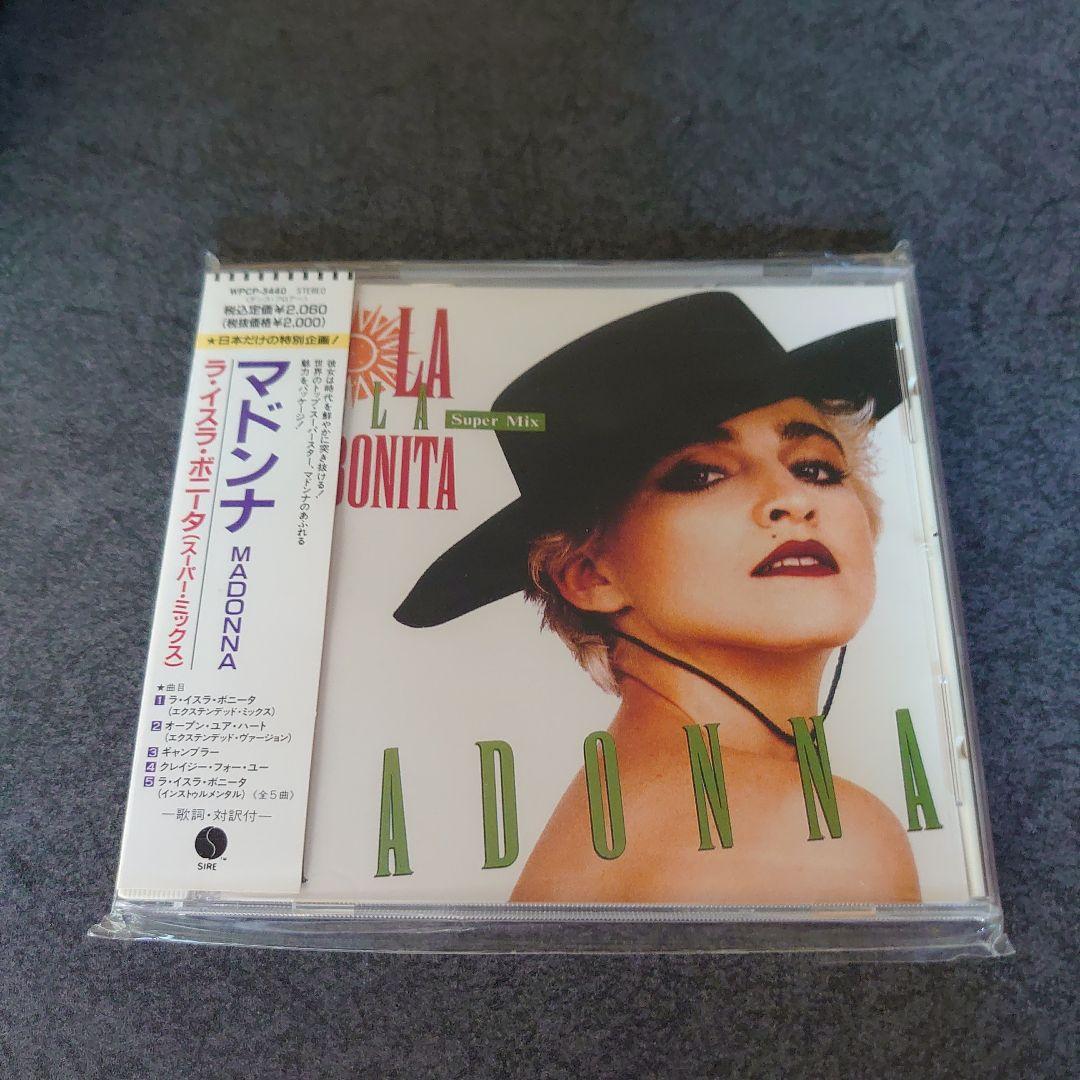 WPCP-3440 STEREO
税込定価¥2,060
(税抜価格¥2,000)
★日本だけの特別企画!
彼女は時代を鮮やかに突き抜ける!
世界のトップ・スーパースター、マドンナのあふれる
魅力をパッケージ!
マドンナ MADONNA
ラ・イスラ・ボニータ(スーパー・ミックス)
★曲目
1 ラ・イスラ・ボニータ
(エクステンデッド・ミックス)
2 オープン・ユア・ハート
(エクステンデッド・ヴァージョン)
3 ギャンブラー
4 クレイジー・フォー・ユー
5 ラ・イスラ・ボニータ
(インストゥルメンタル) (全5曲)
—歌詞・対訳付—
SIRE
LA
LA
Super Mix
BONITA
ADONNA